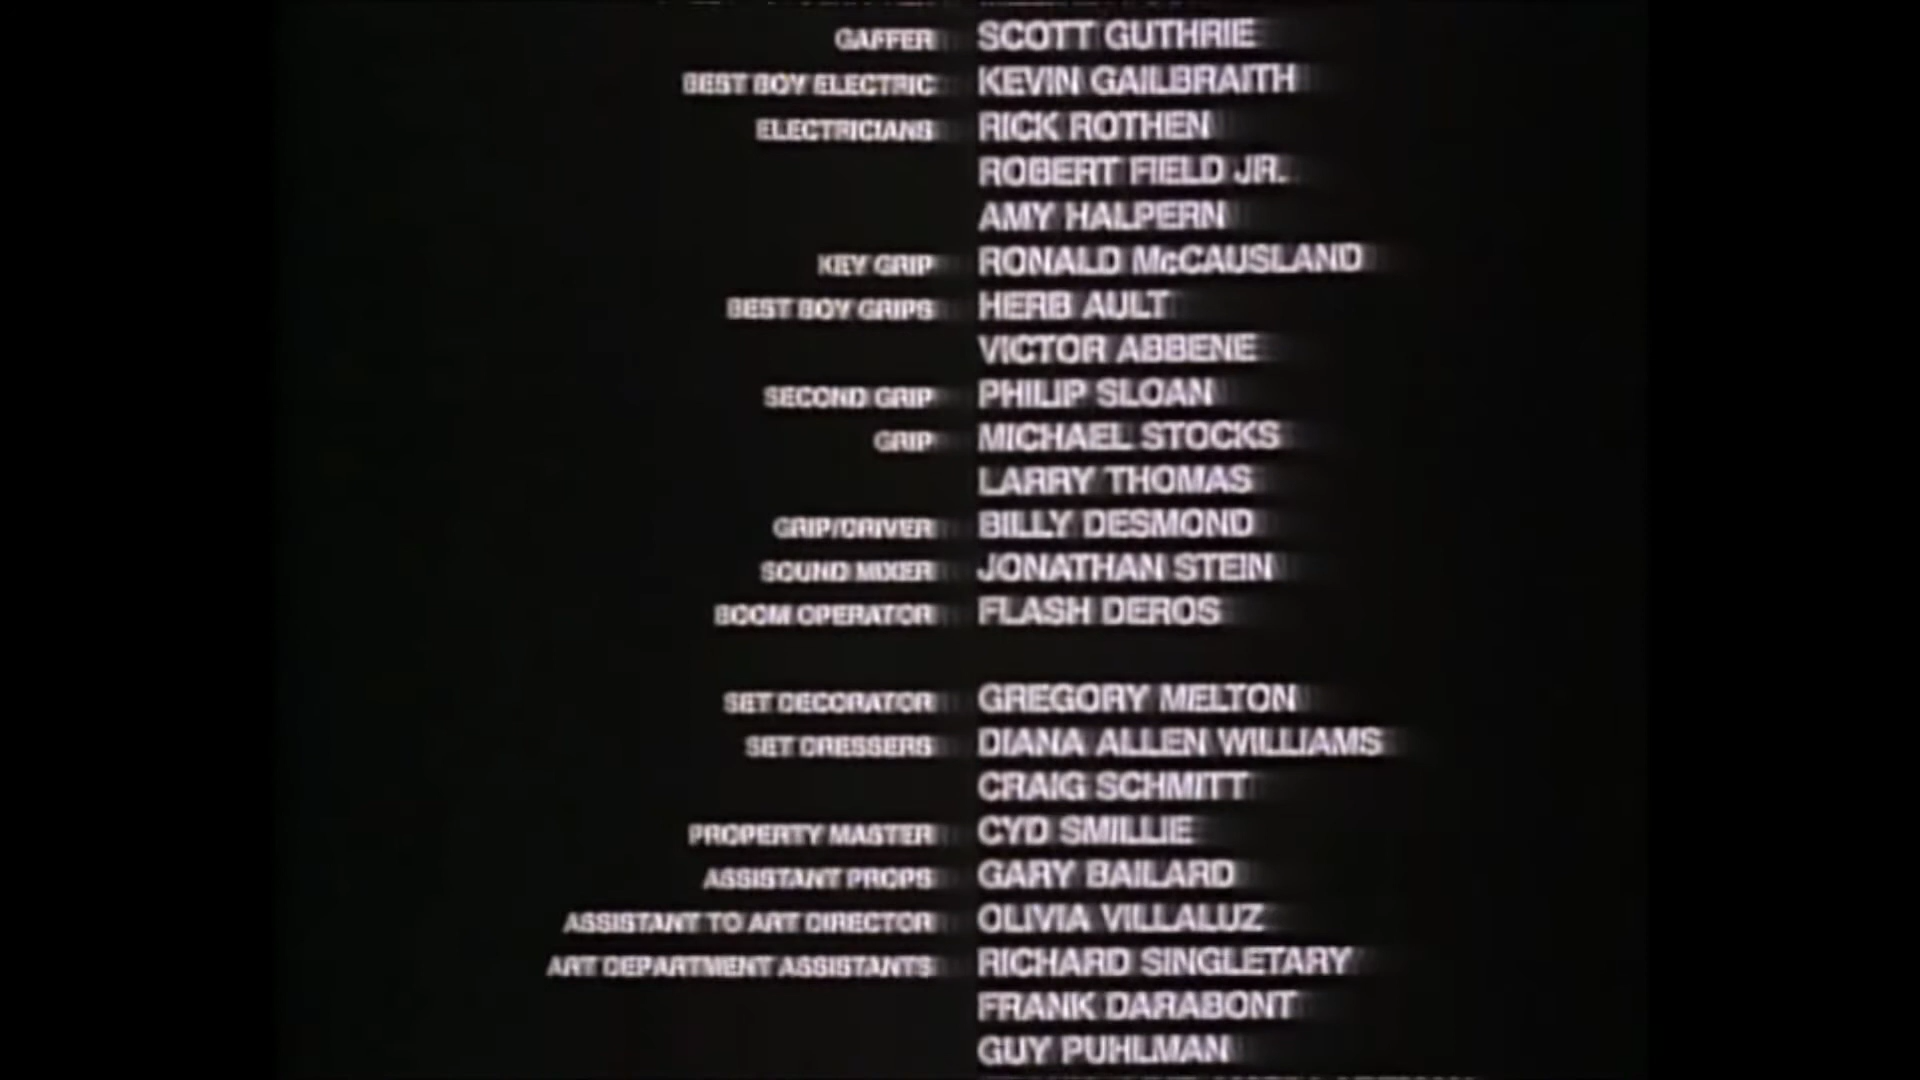 GAFFER SCOTT GUTHRIE
BEST BOY ELECTRIC KEVIN GAILBRAITH
ELECTRICIANS RICK ROTHEN
ROBERT FIELD JR.
AMY HALPERN
KEY GRIP RONALD McCAUSLAND
BEST BOY GRIPS HERB AULT
VICTOR ABBENE
SECOND GRIP PHILIP SLOAN
GRIP MICHAEL STOCKS
LARRY THOMAS
GRIP/DRIVER BILLY DESMOND
SOUND MIXER JONATHAN STEIN
BOOM OPERATOR FLASH DEROS
SET DECORATOR GREGORY MELTON
SET DRESSERS DIANA ALLEN WILLIAMS
CRAIG SCHMITT
PROPERTY MASTER CYD SMILLIE
ASSISTANT PROPS GARY BAILARD
ASSISTANT TO ART DIRECTOR OLIVIA VILLALUZ
ART DEPARTMENT ASSISTANTS RICHARD SINGLETARY
FRANK DARABONT
GUY PUHLMAN